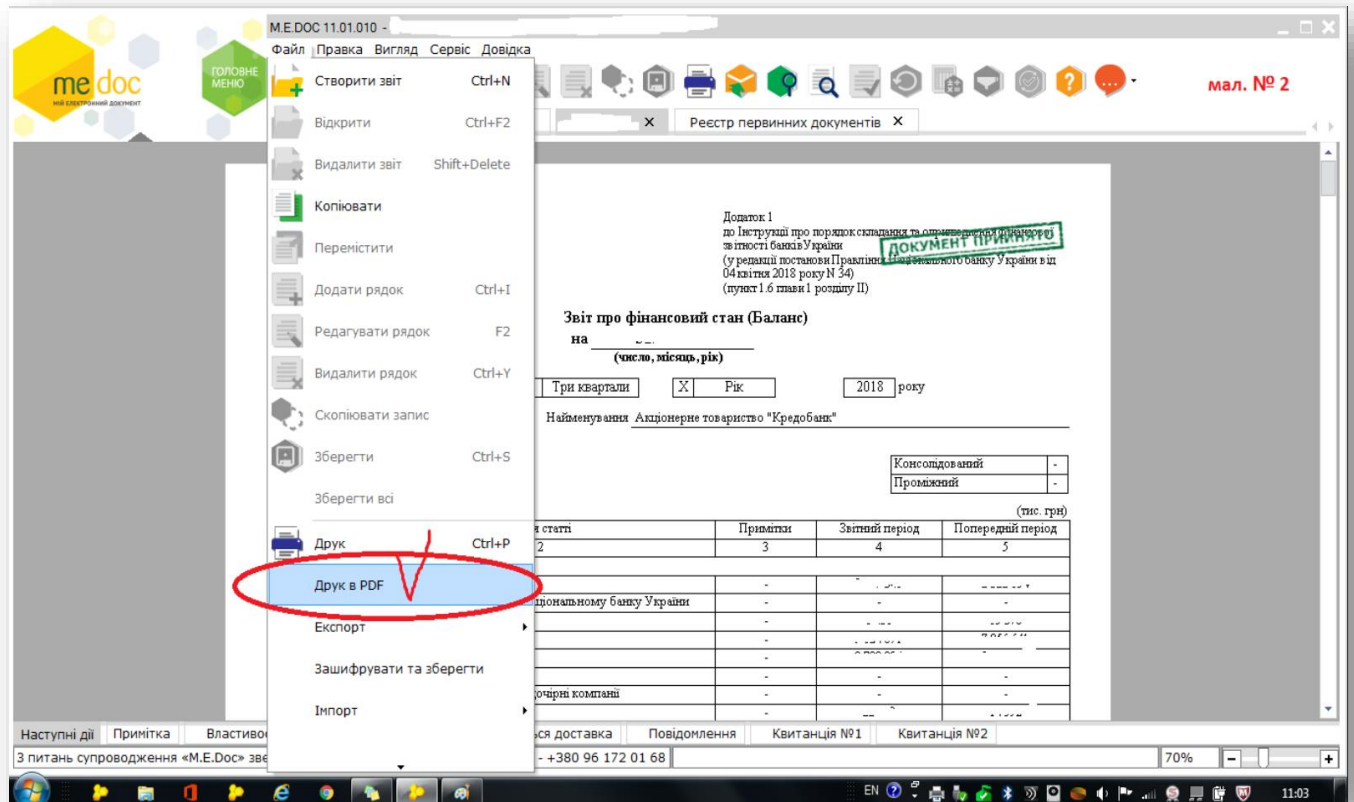 M.E.DOC 11.01.010 -
Файл Правка Вигляд Сервіс Довідка
me doc
МІЙ ЕЛЕКТРОННИЙ ДОКУМЕНТ
ГОЛОВНЕ МЕНЮ
мал. № 2
Реєстр первинних документів X
Створити звіт Ctrl+N
Відкрити Ctrl+F2
Видалити звіт Shift+Delete
Копіювати
Перемістити
Додати рядок Ctrl+I
Редагувати рядок F2
Видалити рядок Ctrl+Y
Скопіювати запис
Зберегти Ctrl+S
Зберегти всі
Друк Ctrl+P
Друк в PDF
Експорт
Зашифрувати та зберегти
Імпорт
Додаток 1
до Інструкції про порядок складання та оприлюднення фінансової
звітності банків України
(у редакції постанови Правління Національного банку України від
04 квітня 2018 року N 34)
(пункт 1.6 глави 1 розділу II)
ДОКУМЕНТ ПРИЙНЯТО
Звіт про фінансовий стан (Баланс)
на
(число, місяць, рік)
Три квартали X Рік 2018 року
Найменування Акціонерне товариство "Кредобанк"
Консолідований -
Проміжний -
(тис. грн)
статті Примітки Звітний період Попередній період
2 3 4 5
банку України
компанії
Наступні дії Примітка доставка Повідомлення Квитанція №1 Квитанція №2
З питань супроводження «M.E.Doc» - +380 96 172 01 68 70%
EN 11:03